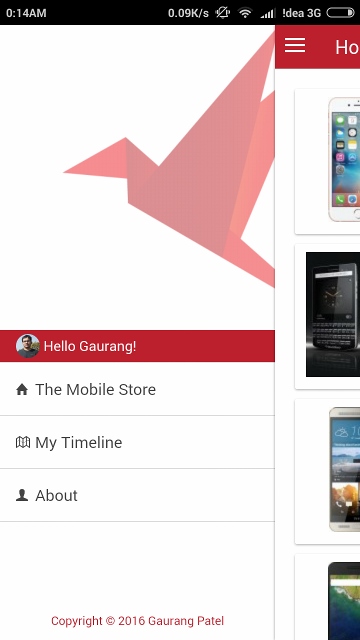 0:14AM 0.09K/s !dea 3G
Ho
Hello Gaurang!
The Mobile Store
My Timeline
About
Copyright © 2016 Gaurang Patel